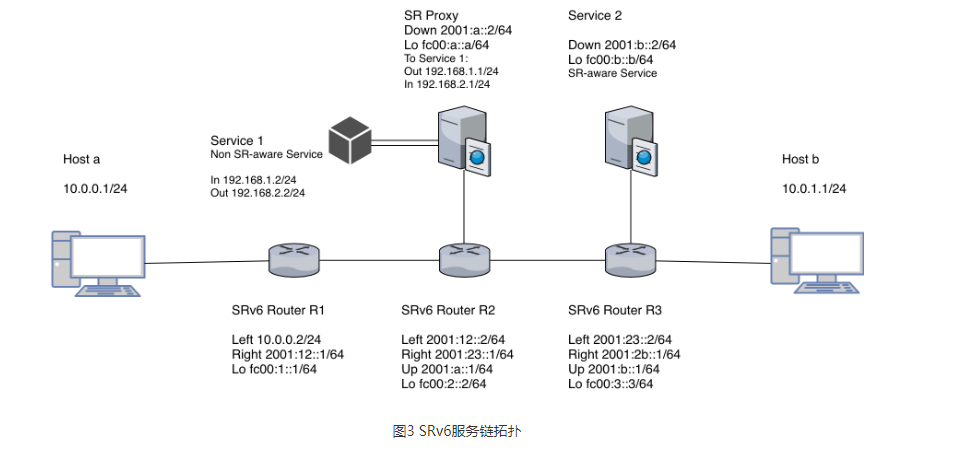 SR Proxy
Down 2001:a::2/64
Lo fc00:a::a/64
To Service 1:
Out 192.168.1.1/24
In 192.168.2.1/24
Service 2
Down 2001:b::2/64
Lo fc00:b::b/64
SR-aware Service
Service 1
Non SR-aware Service
In 192.168.1.2/24
Out 192.168.2.2/24
Host a
10.0.0.1/24
Host b
10.0.1.1/24
SRv6 Router R1
Left 10.0.0.2/24
Right 2001:12::1/64
Lo fc00:1::1/64
SRv6 Router R2
Left 2001:12::2/64
Right 2001:23::1/64
Up 2001:a::1/64
Lo fc00:2::2/64
SRv6 Router R3
Left 2001:23::2/64
Right 2001:2b::1/64
Up 2001:b::1/64
Lo fc00:3::3/64
图3 SRv6服务链拓扑